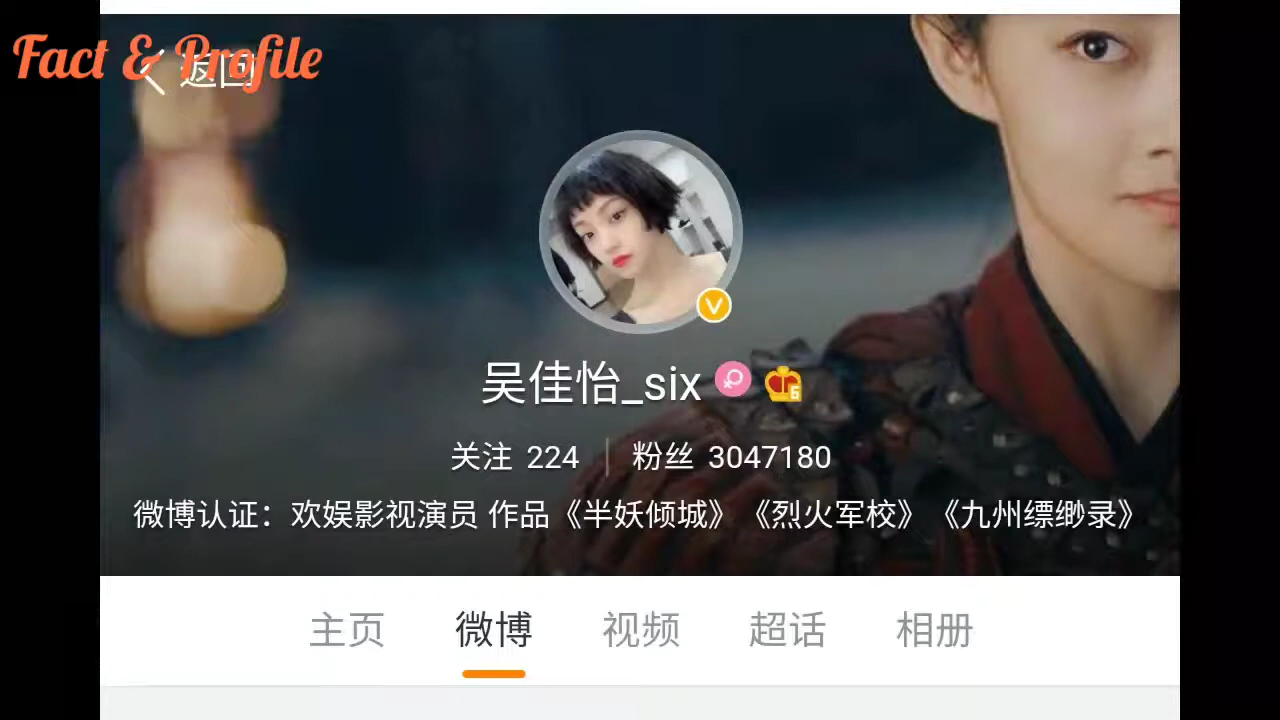 Fact & Profile
返回
吴佳怡_six
6
关注 224 | 粉丝 3047180
微博认证：欢娱影视演员 作品《半妖倾城》《烈火军校》《九州缥缈录》
主页 微博 视频 超话 相册